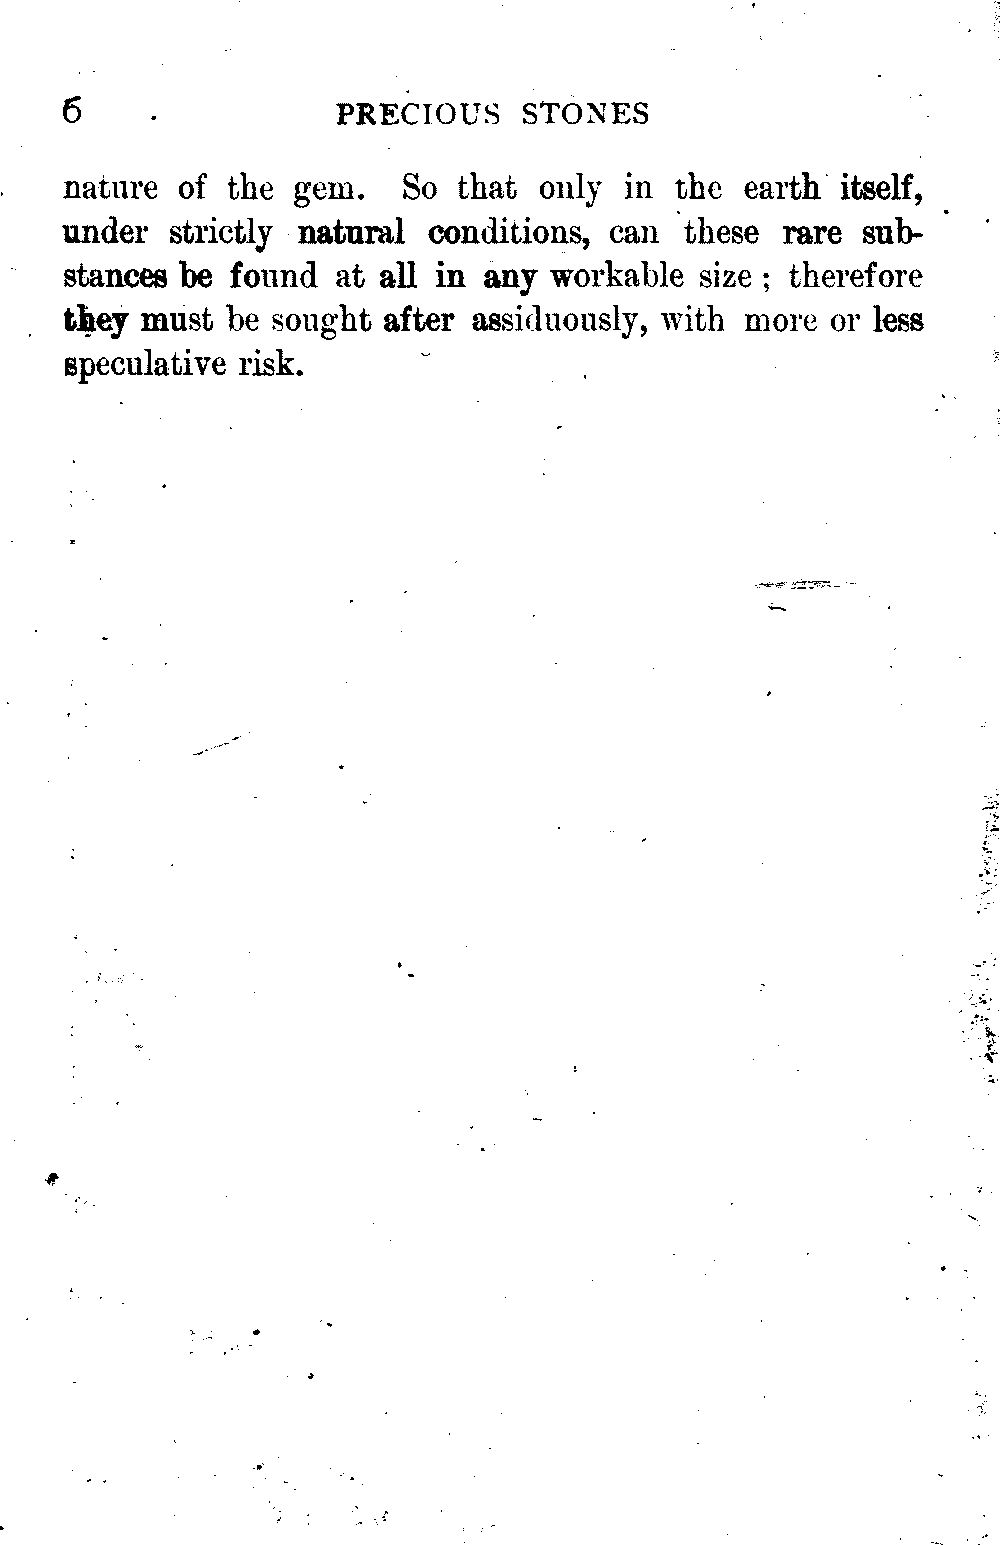 6 PRECIOUS STONES
nature of the gem. So that only in the earth itself,
under strictly natural conditions, can these rare sub-
stances be found at all in any workable size ; therefore
they must be sought after assiduously, with more or less
speculative risk.